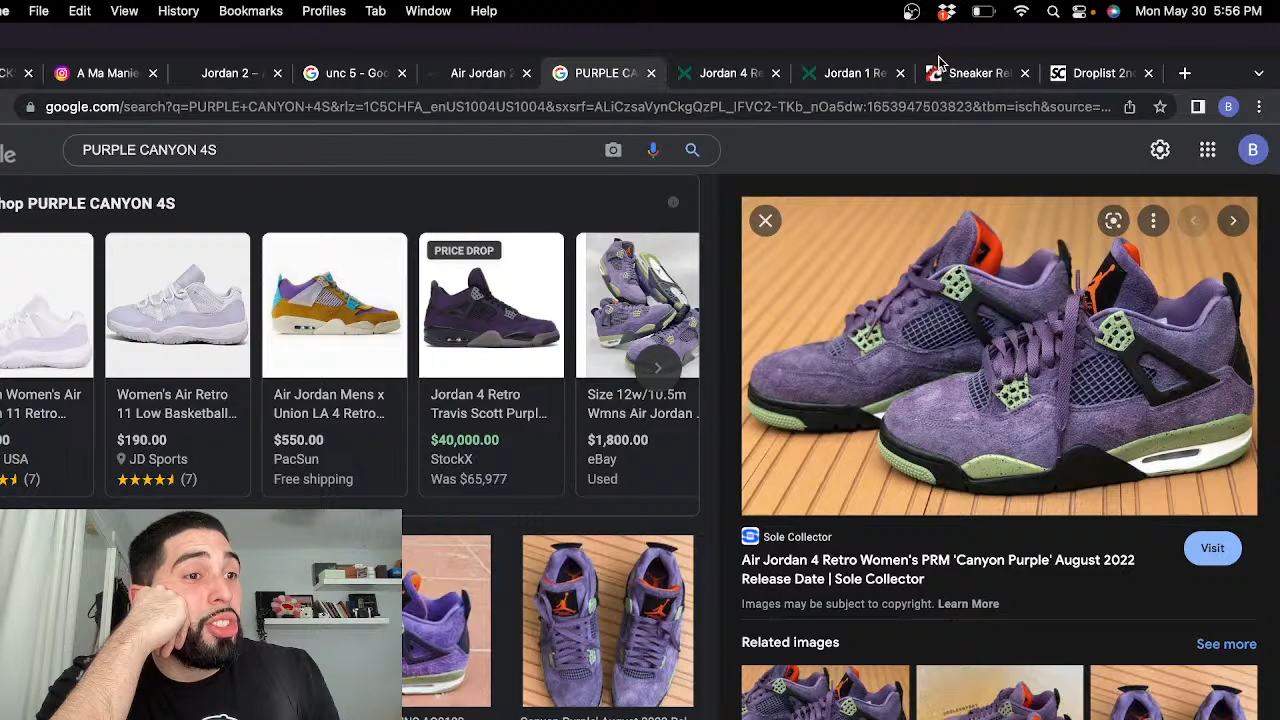 File Edit View History Bookmarks Profiles Tab Window Help
Mon May 30 5:56 PM
A Ma Manie
Jordan 2 –
unc 5 - Goo
Air Jordan
PURPLE CA
Jordan 4 R
Jordan 1 Re
Sneaker Rel
Droplist 2n
google.com/search?q=PURPLE+CANYON+4S&rlz=1C5CHFA_enUS1004US1004&sxsrf=ALiCzsaVynCkgQzPL_IFVC2-TKb_nOa5dw:1653947503823&tbm=isch&source=...
B
PURPLE CANYON 4S
B
hop PURPLE CANYON 4S
PRICE DROP
n Women's Air
11 Retro...
USA
(7)
Women's Air Retro
11 Low Basketball...
$190.00
JD Sports
(7)
Air Jordan Mens x
Union LA 4 Retro...
$550.00
PacSun
Free shipping
Jordan 4 Retro
Travis Scott Purpl...
$40,000.00
StockX
Was $65,977
Size 12w/10.5m
Wmns Air Jordan
$1,800.00
eBay
Used
Sole Collector
Air Jordan 4 Retro Women's PRM 'Canyon Purple' August 2022
Release Date | Sole Collector
Visit
Images may be subject to copyright. Learn More
Related images
See more